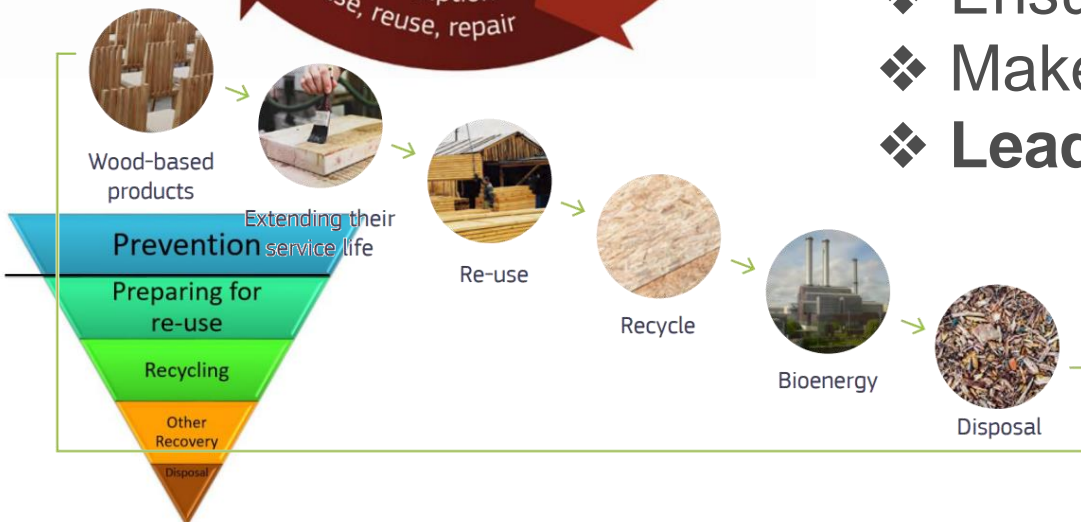 use, reuse, repair
❖ Make
❖ Lead
Wood-based
products
Extending their
service life
Re-use
Recycle
Bioenergy
Disposal
Prevention
Preparing for
re-use
Recycling
Other
Recovery
Disposal